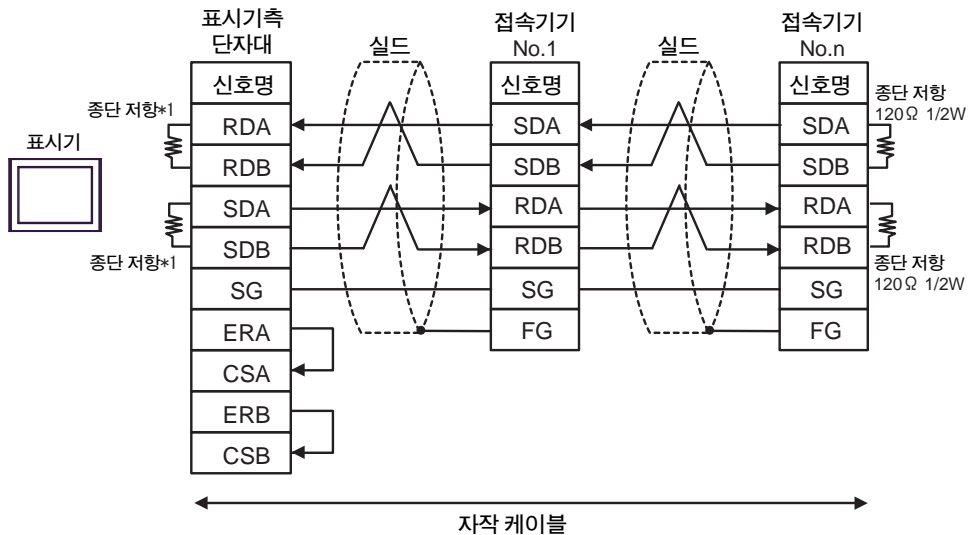 표시기측
단자대
실드
접속기기
No.1
실드
접속기기
No.n
신호명
신호명
신호명
종단 저항*1
종단 저항
120Ω 1/2W
RDA
SDA
SDA
표시기
RDB
SDB
SDB
SDA
RDA
RDA
SDB
RDB
RDB
종단 저항*1
종단 저항
120Ω 1/2W
SG
SG
SG
ERA
FG
FG
CSA
ERB
CSB
자작 케이블